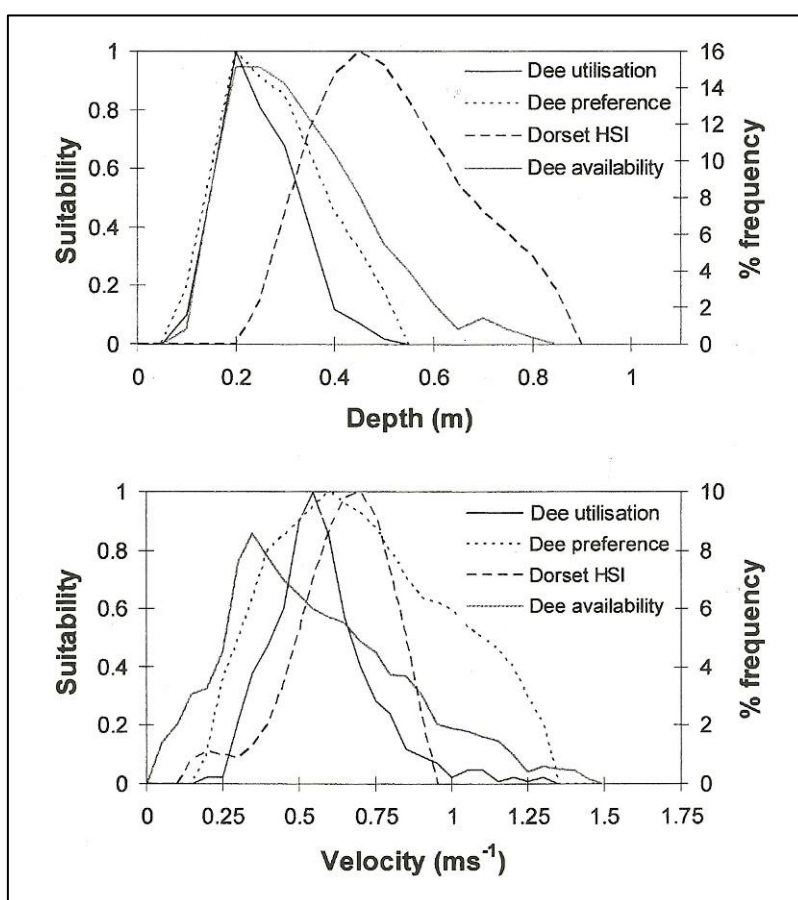 1 16
Dee utilisation
14
0.8
Dee preference
12
Dorset HSI
0.6 10
Dee availability
8
0.4
6
4
0.2
2
0 0
0 0.2 0.4 0.6 0.8 1
Suitability
% frequency
Depth (m)
1 10
Dee utilisation
0.8 Dee preference 8
Dorset HSI
0.6 Dee availability 6
0.4 4
0.2 2
0 0
0 0.25 0.5 0.75 1 1.25 1.5 1.75
Suitability
% frequency
Velocity (ms⁻¹)